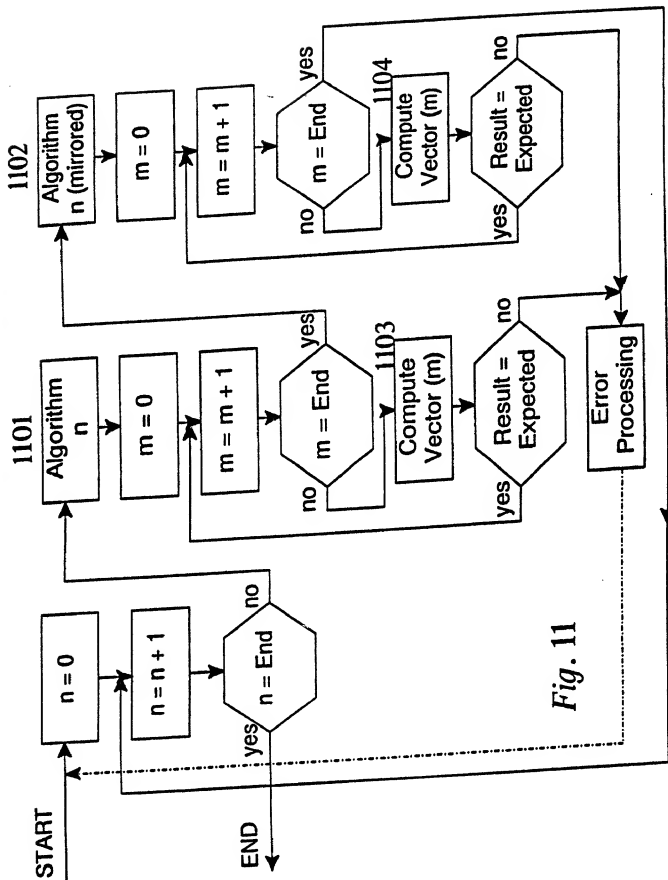 START
n = 0
n = n + 1
n = End
yes
no
END
1101
Algorithm
n
m = 0
m = m + 1
m = End
yes
no
1103
Compute
Vector (m)
Result =
Expected
yes
no
Error
Processing
1102
Algorithm
n (mirrored)
m = 0
m = m + 1
m = End
yes
no
1104
Compute
Vector (m)
Result =
Expected
yes
no
Fig. 11